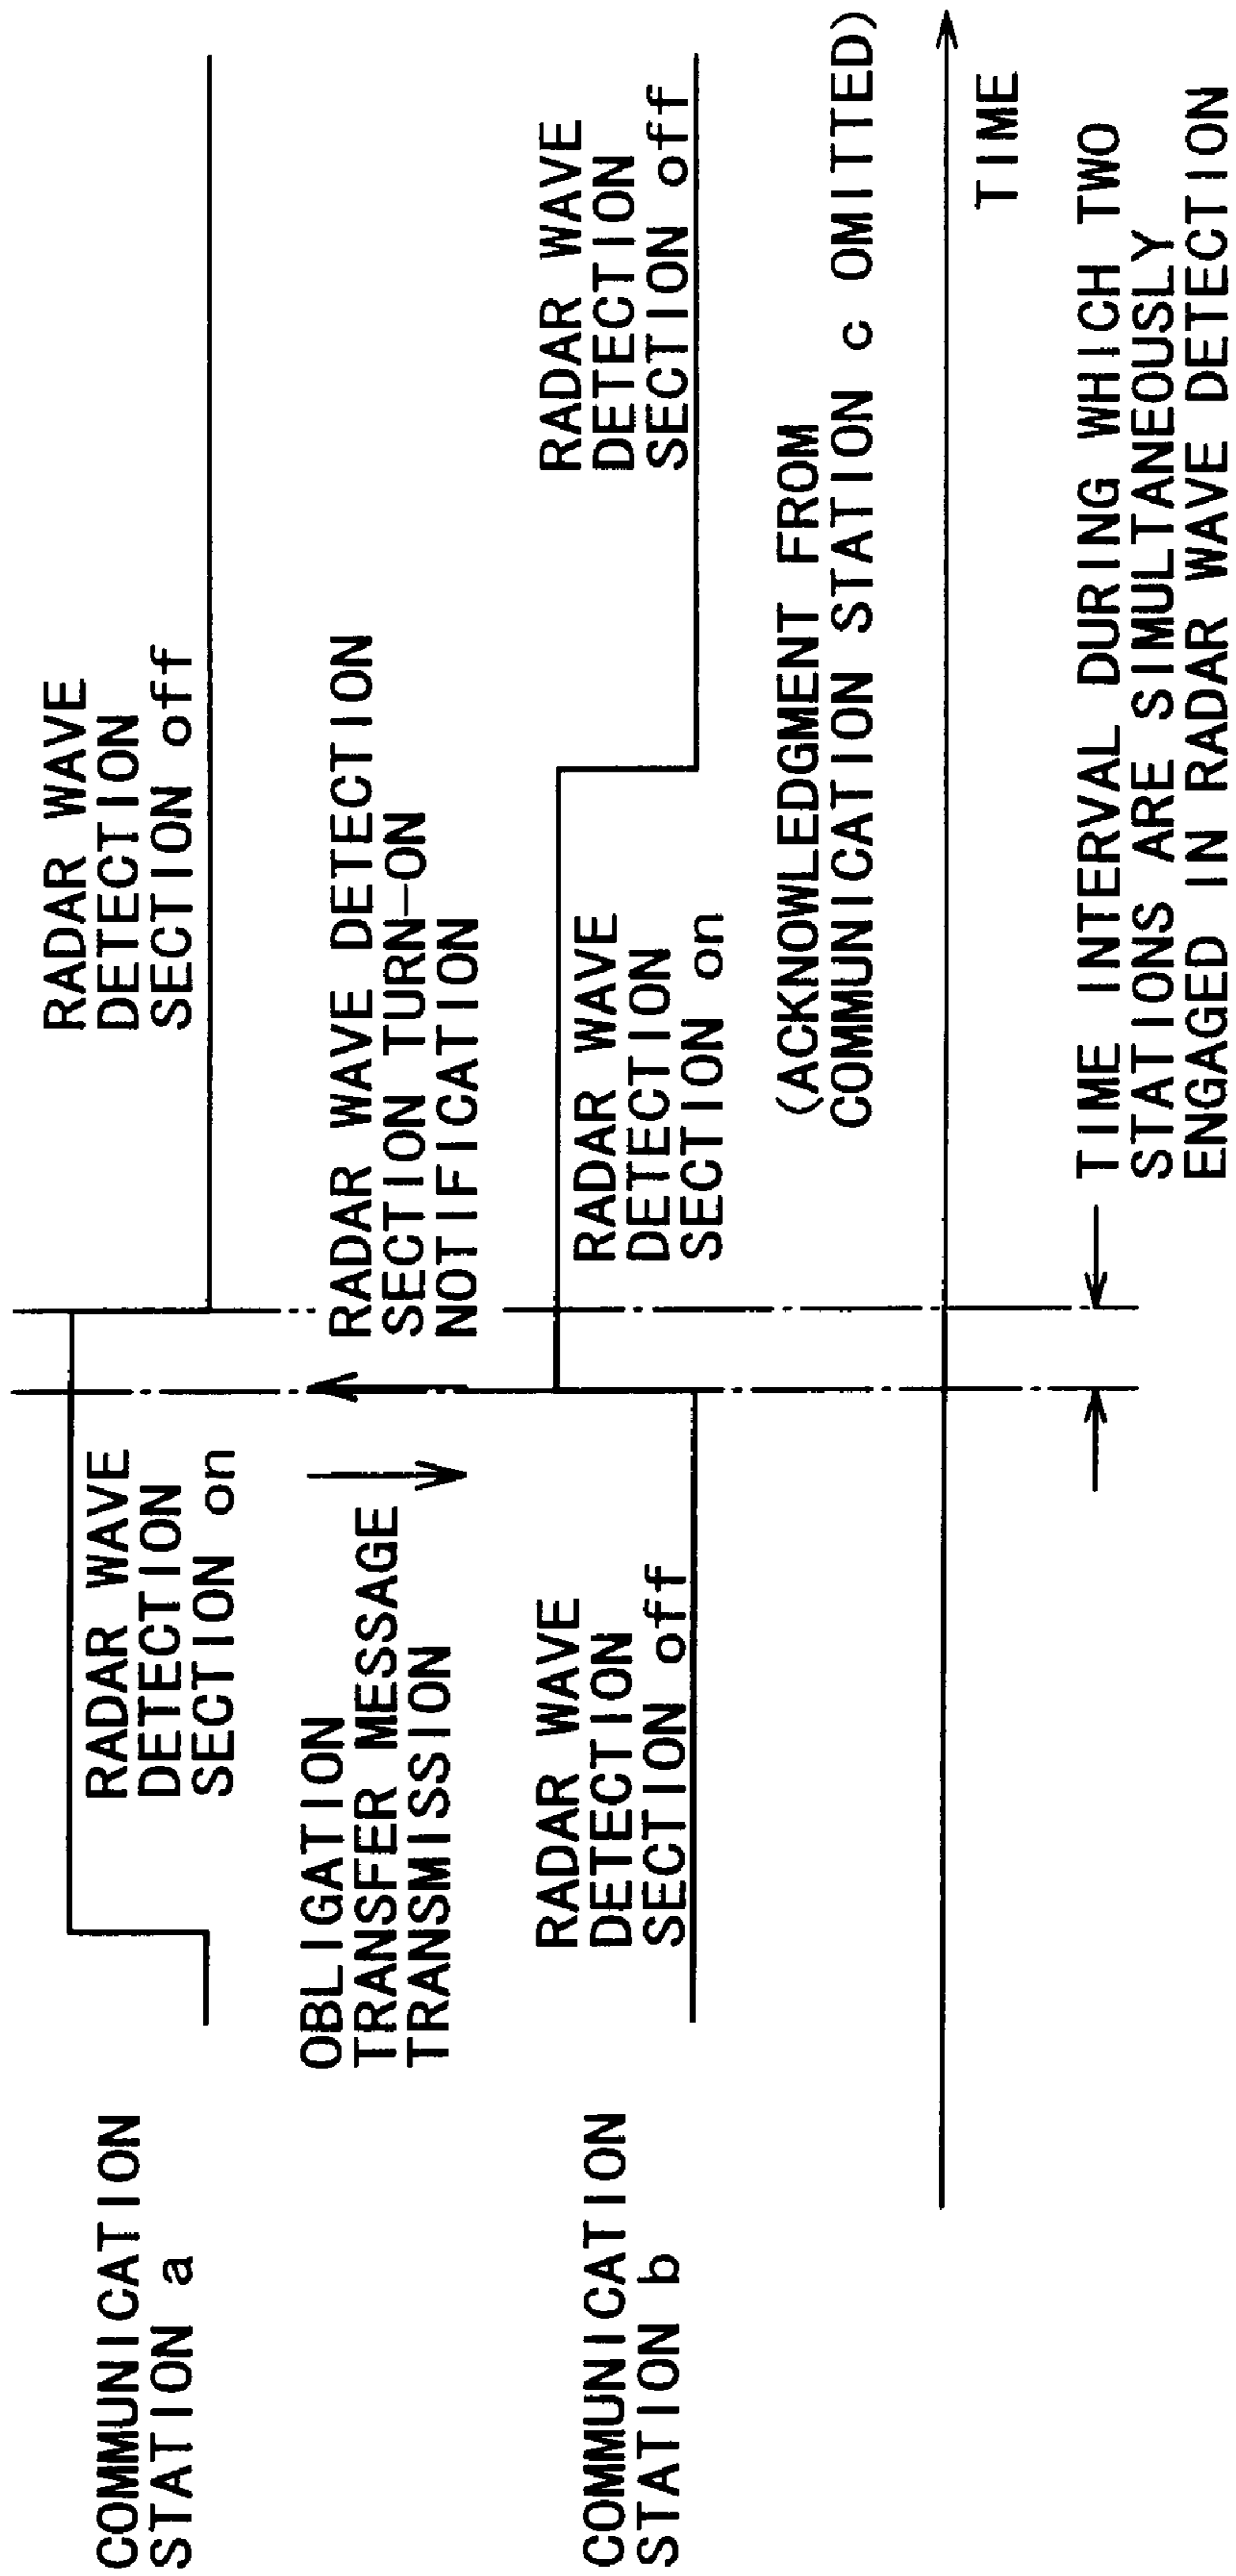 COMMUNICATION
STATION a
RADAR WAVE
DETECTION
SECTION on
RADAR WAVE
DETECTION
SECTION off
OBLIGATION
TRANSFER MESSAGE
TRANSMISSION
RADAR WAVE DETECTION
SECTION TURN-ON
NOTIFICATION
COMMUNICATION
STATION b
RADAR WAVE
DETECTION
SECTION off
RADAR WAVE
DETECTION
SECTION on
RADAR WAVE
DETECTION
SECTION off
(ACKNOWLEDGMENT FROM
COMMUNICATION STATION c OMITTED)
TIME
TIME INTERVAL DURING WHICH TWO
STATIONS ARE SIMULTANEOUSLY
ENGAGED IN RADAR WAVE DETECTION